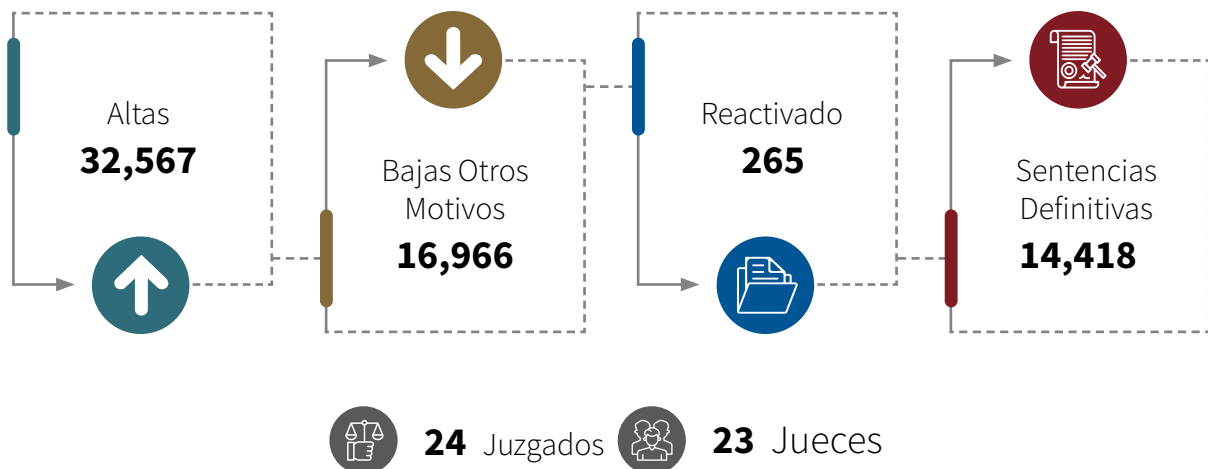 Altas
32,567
Bajas Otros
Motivos
16,966
Reactivado
265
Sentencias
Definitivas
14,418
24 Juzgados
23 Jueces